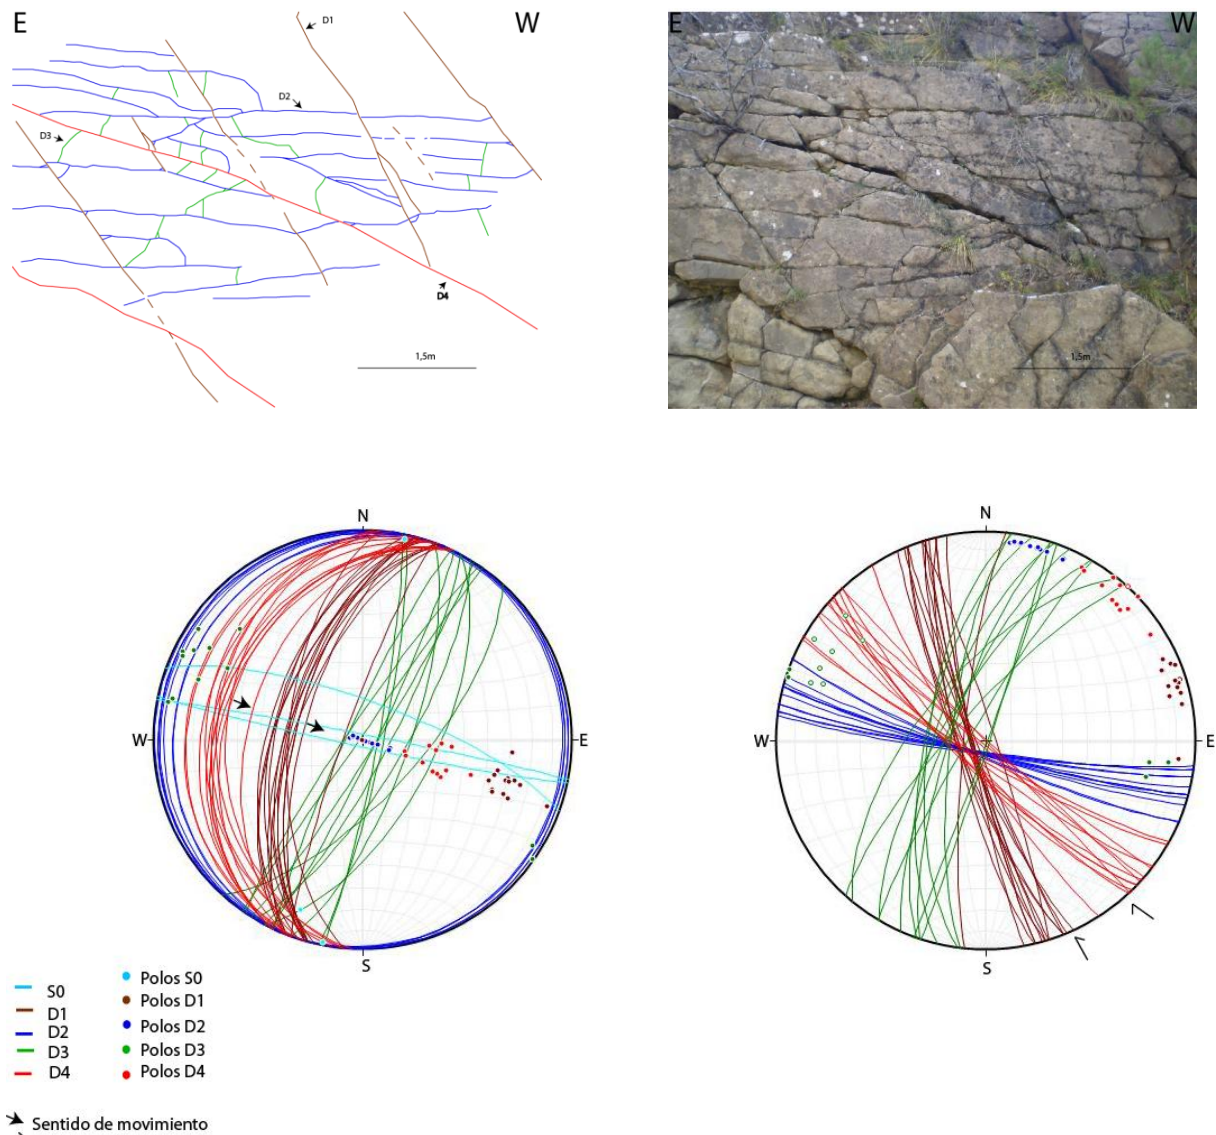 E
W
D1
D2
D3
D4
1,5m
E
W
1,5m
N
W
E
S
N
W
E
S
S0
D1
D2
D3
D4
Polos S0
Polos D1
Polos D2
Polos D3
Polos D4
Sentido de movimiento